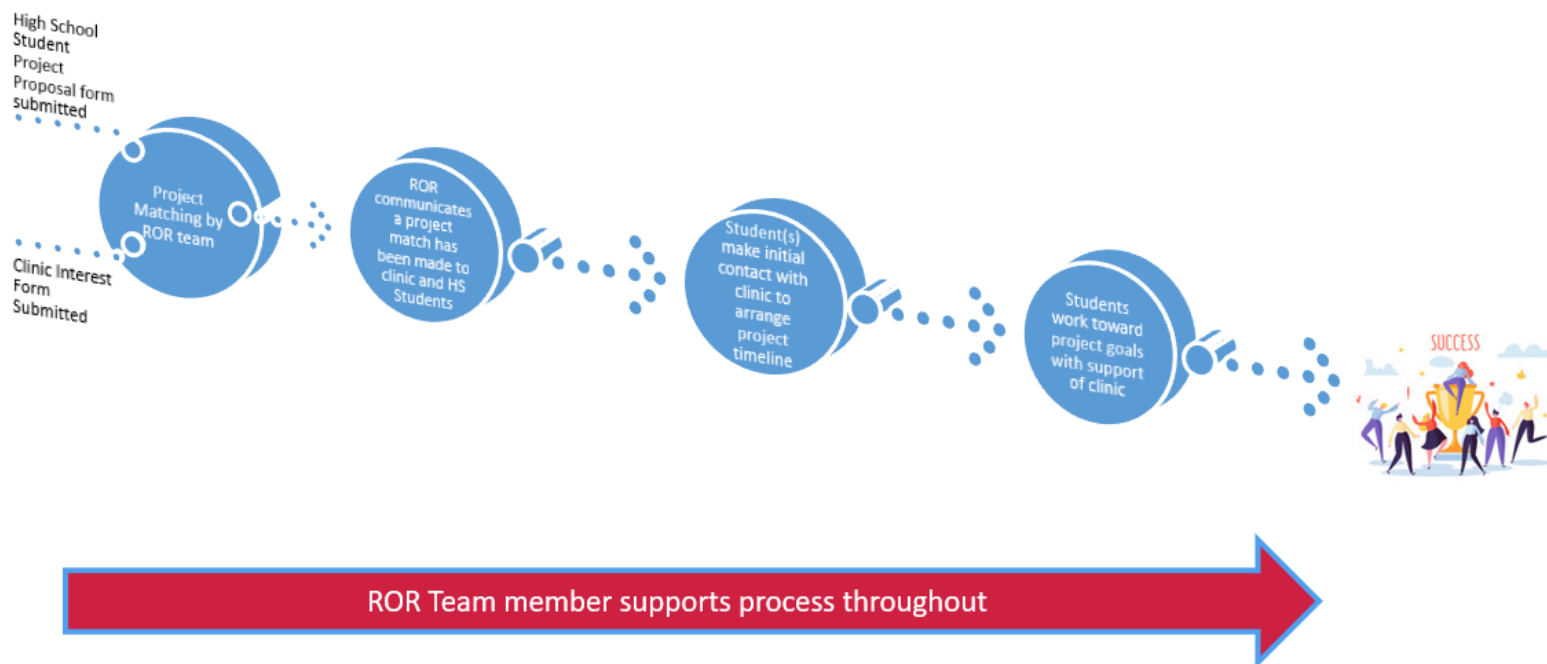 High School
Student
Project
Proposal form
submitted
Clinic Interest
Form
Submitted
Project
Matching by
ROR team
ROR
communicates
a project
match has
been made to
clinic and HS
Students
Student(s)
make initial
contact with
clinic to
arrange
project
timeline
Students
work toward
project goals
with support
of clinic
SUCCESS
ROR Team member supports process throughout